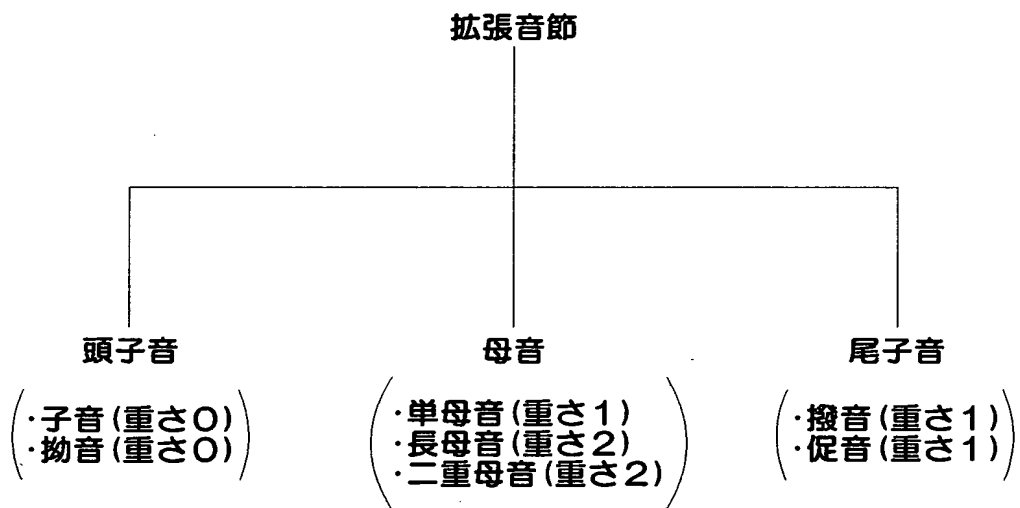 拡張音節
頭子音
・子音(重さ0)
・拗音(重さ0)
母音
・単母音(重さ1)
・長母音(重さ2)
・二重母音(重さ2)
尾子音
・撥音(重さ1)
・促音(重さ1)